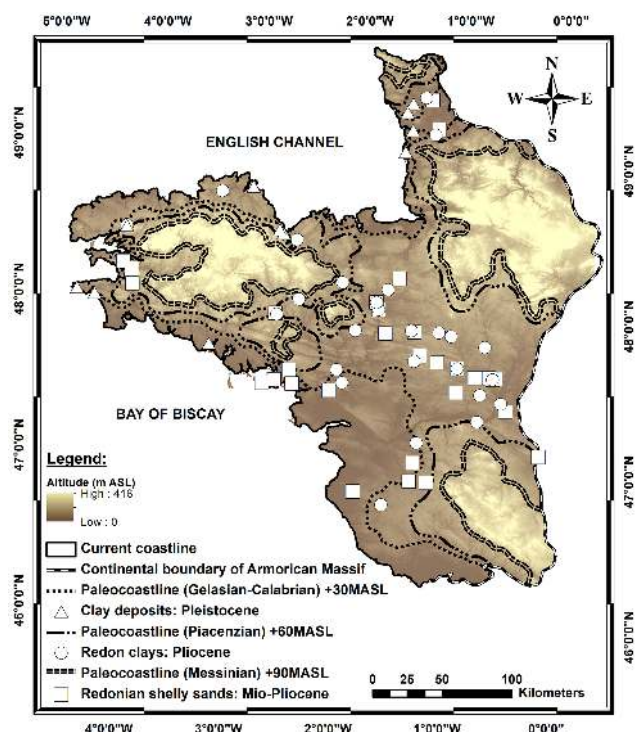 5°0'0"W 4°0'0"W 3°0'0"W 2°0'0"W 1°0'0"W 0°0'0"
N
W E
S
49°0'0"N
49°0'0"N
ENGLISH CHANNEL
48°0'0"N
48°0'0"N
BAY OF BISCAY
47°0'0"N
47°0'0"N
Legend:
Altitude (m ASL)
High : 416
Low : 0
Current coastline
Continental boundary of Armorican Massif
Paleocoastline (Gelasian-Calabrian) +30MASL
Clay deposits: Pleistocene
Paleocoastline (Piacenzian) +60MASL
Redon clays: Pliocene
Paleocoastline (Messinian) +90MASL
Redonian shelly sands: Mio-Pliocene
46°0'0"N
46°0'0"N
0 25 50 100
Kilometers
4°0'0"W 3°0'0"W 2°0'0"W 1°0'0"W 0°0'0"